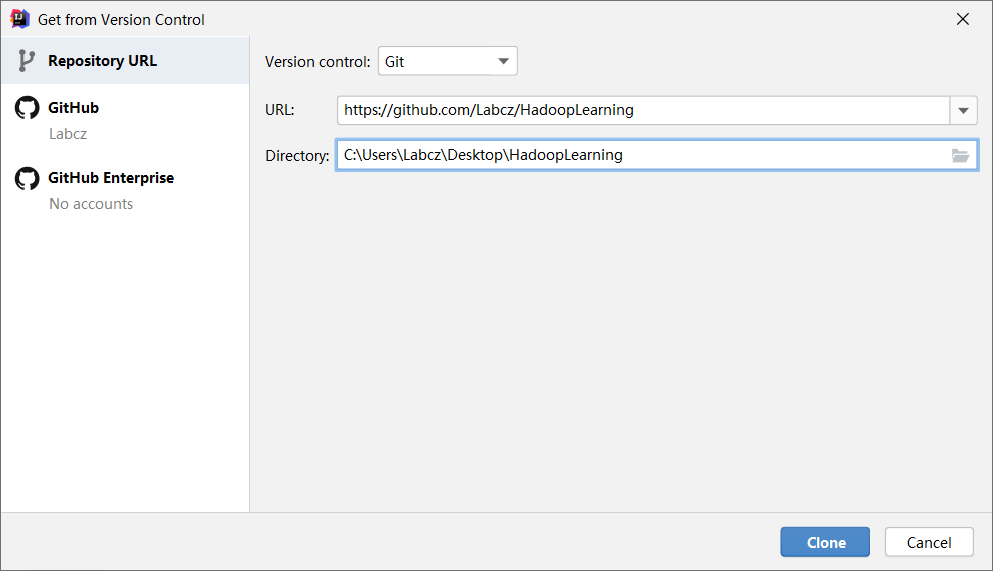 Get from Version Control
Repository URL
GitHub
Labcz
GitHub Enterprise
No accounts
Version control: Git
URL: https://github.com/Labcz/HadoopLearning
Directory: C:\Users\Labcz\Desktop\HadoopLearning
Clone Cancel